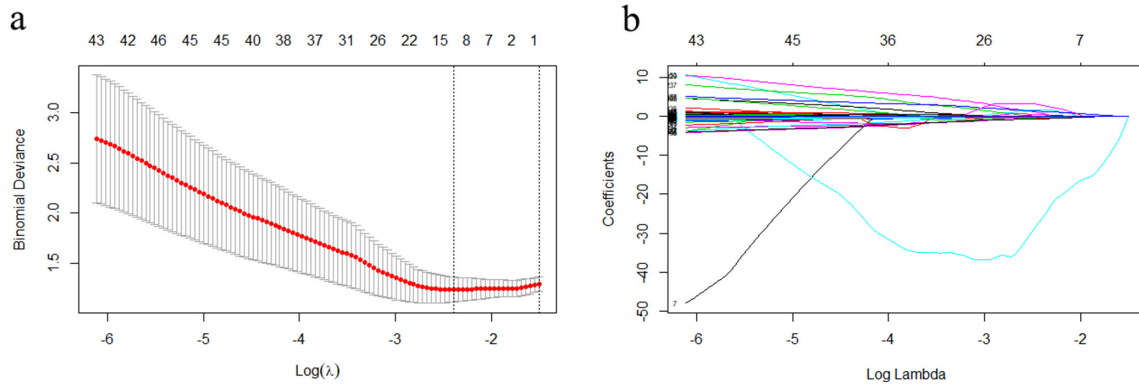 a
b
43 42 46 45 45 40 38 37 31 26 22 15 8 7 2 1
Binomial Deviance
3.0
2.5
2.0
1.5
-6 -5 -4 -3 -2
Log(λ)
43 45 36 26 7
Coefficients
10
0
-10
-20
-30
-40
-50
7
-6 -5 -4 -3 -2
Log Lambda